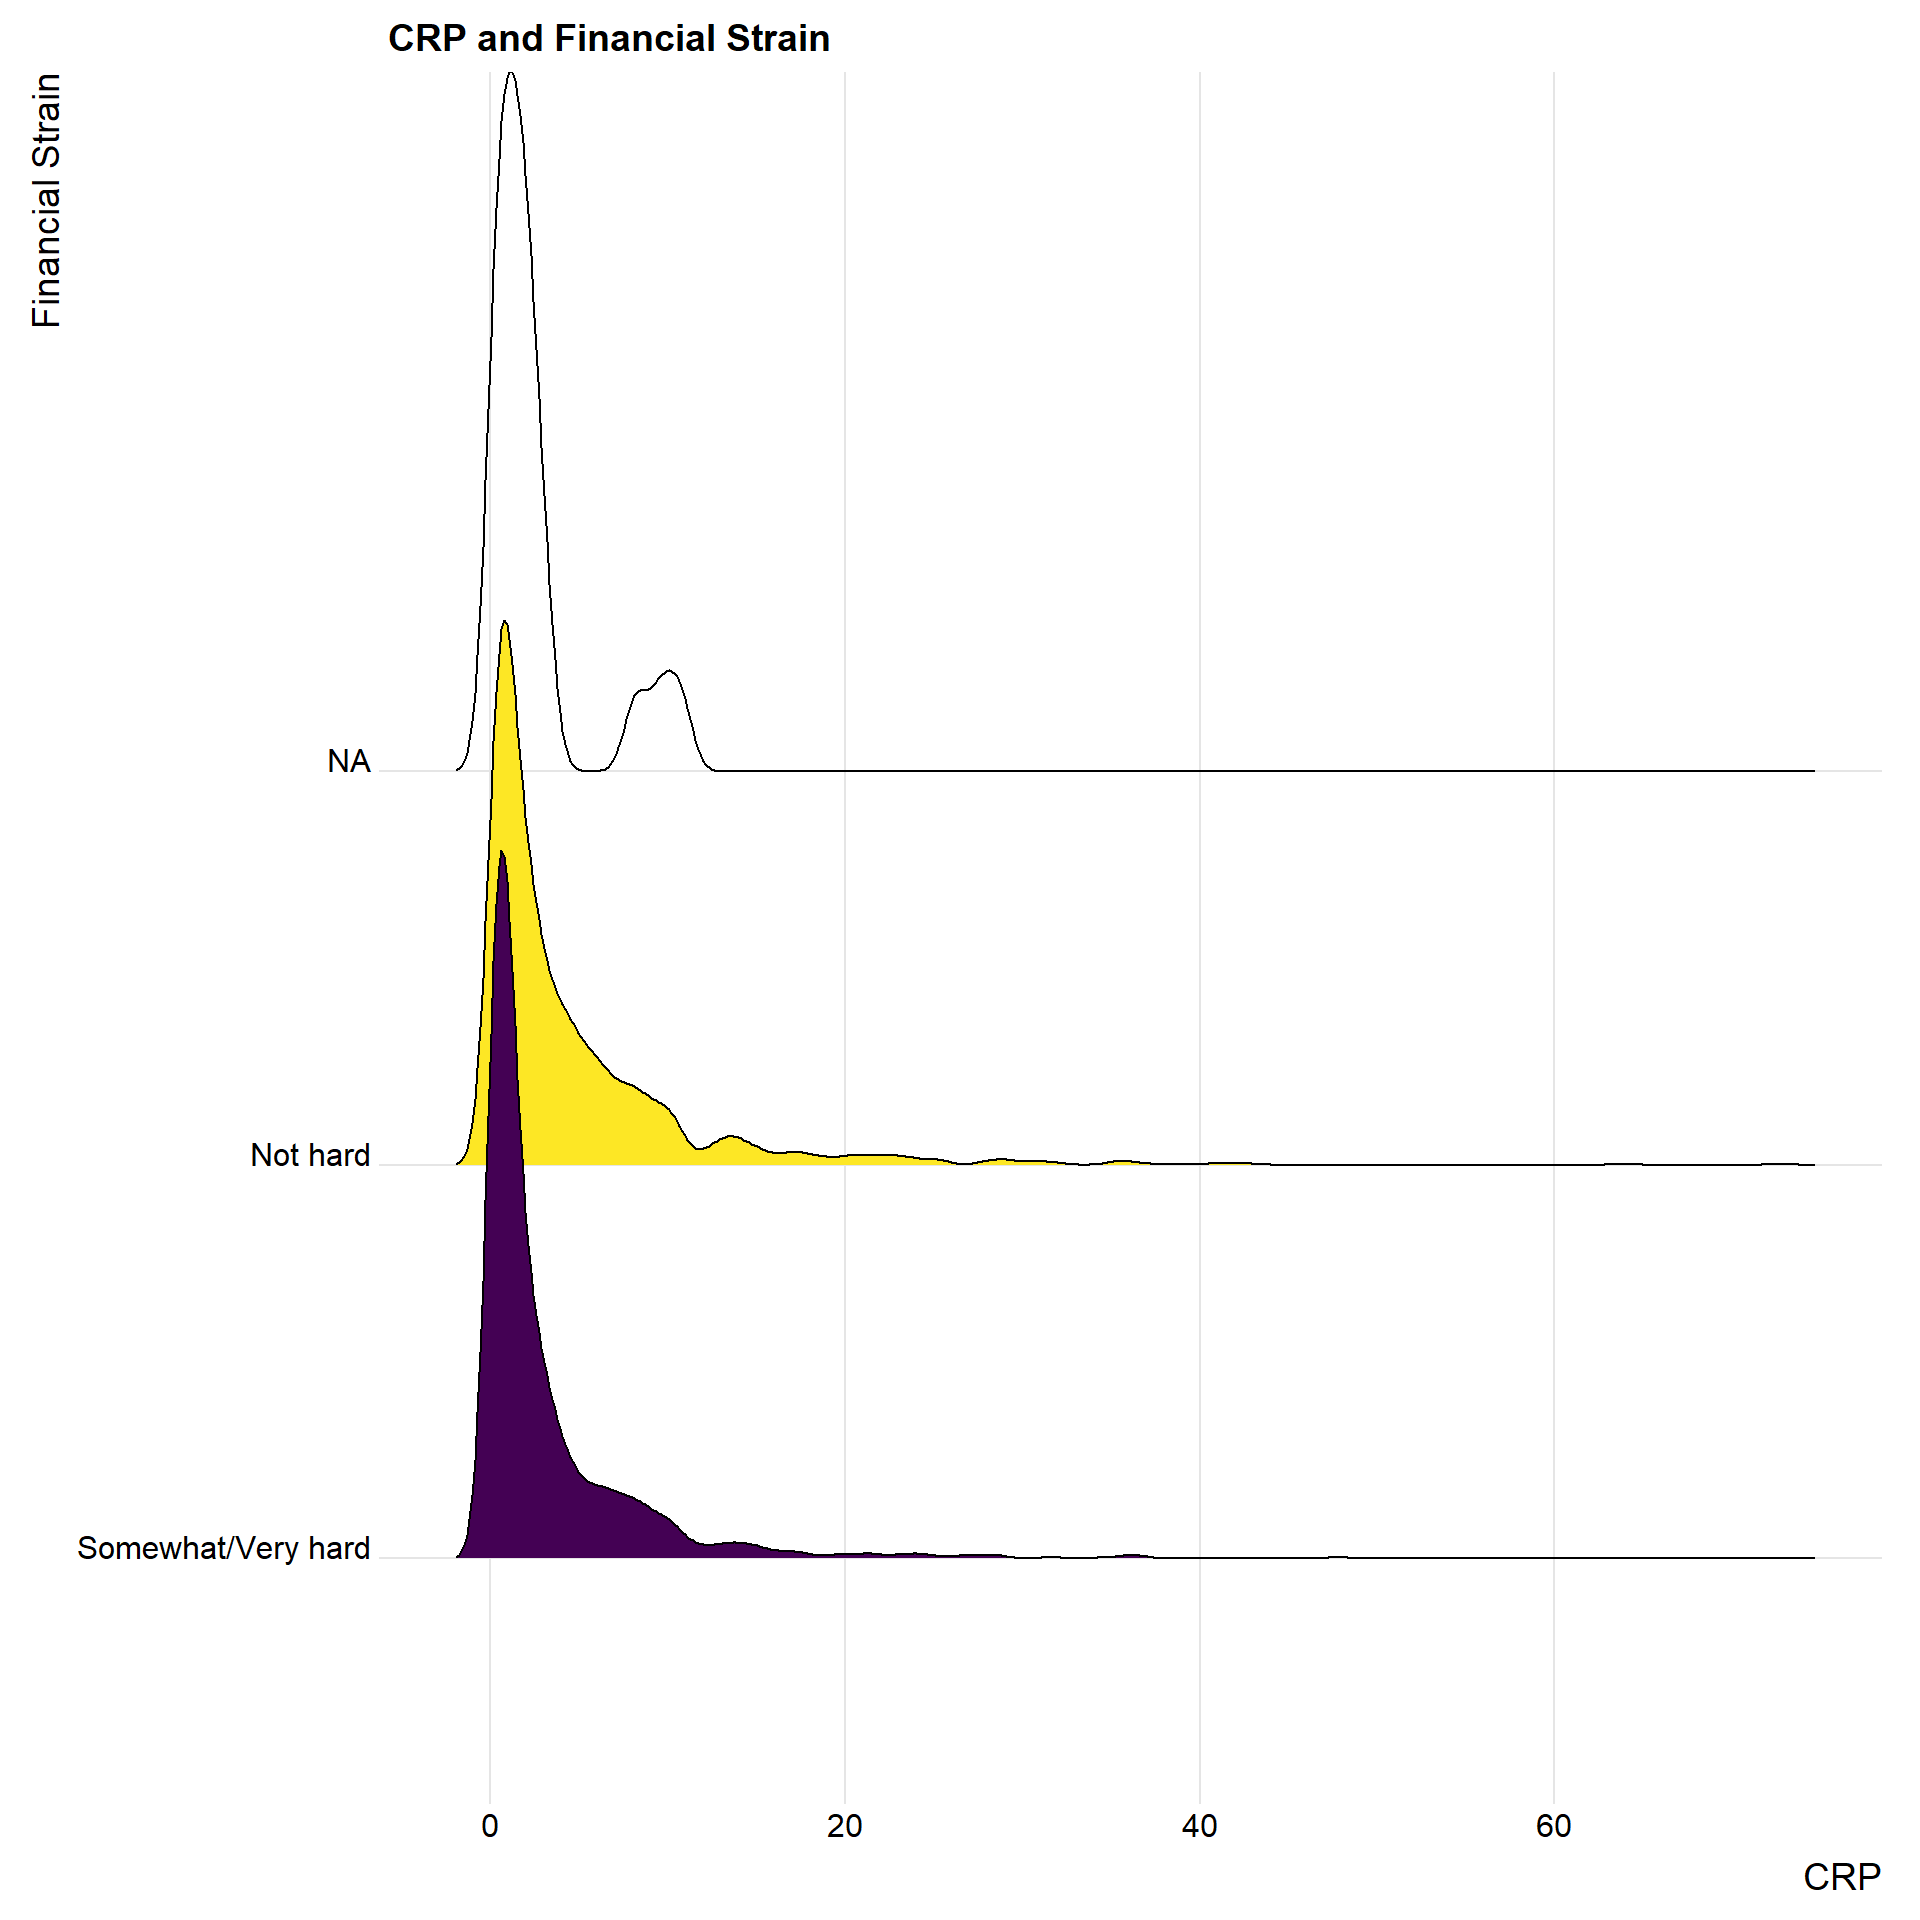 CRP and Financial Strain
Financial Strain
NA
Not hard
Somewhat/Very hard
0 20 40 60
CRP